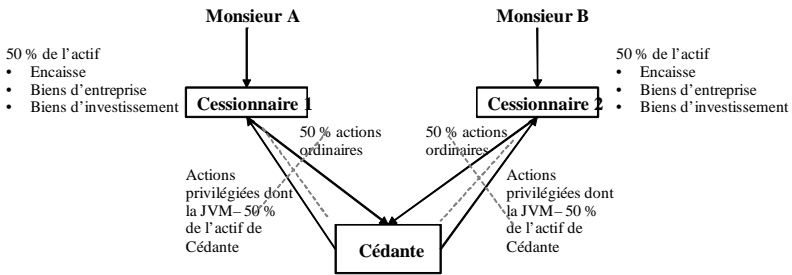 Monsieur A
Monsieur B
50 % de l’actif
• Encaisse
• Biens d’entreprise
• Biens d’investissement
50 % de l’actif
• Encaisse
• Biens d’entreprise
• Biens d’investissement
Cessionnaire 1
Cessionnaire 2
50 % actions
ordinaires
50 % actions
ordinaires
Actions
privilégiées dont
la JVM– 50 %
de l’actif de
Cédante
Actions
privilégiées dont
la JVM– 50 %
de l’actif de
Cédante
Cédante